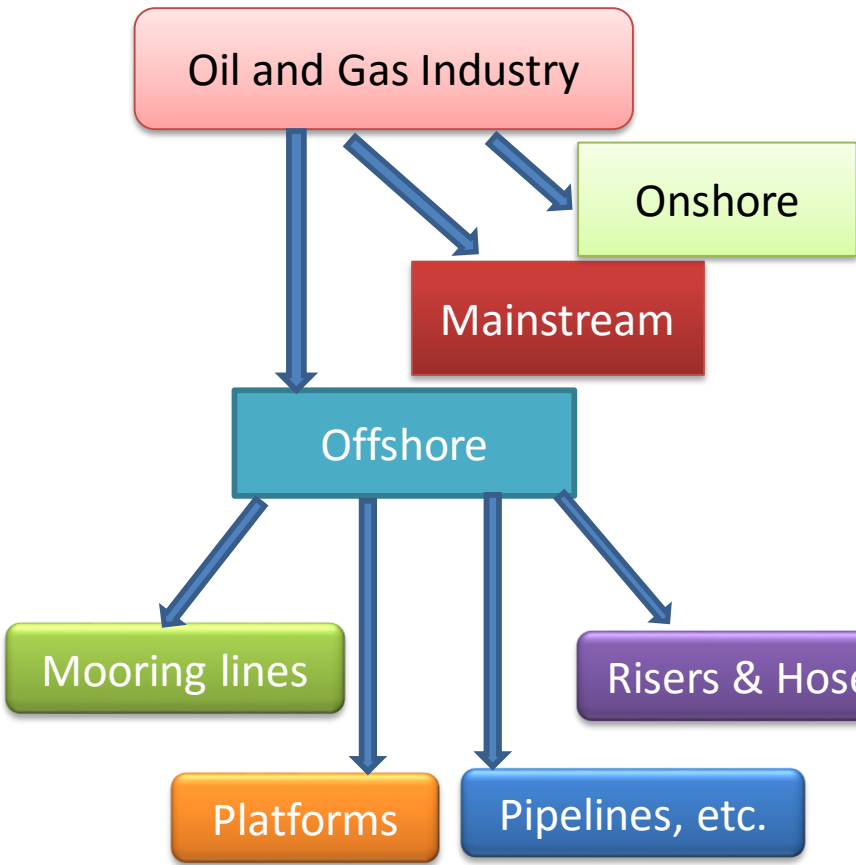 Oil and Gas Industry
Onshore
Mainstream
Offshore
Mooring lines
Risers & Hose
Platforms
Pipelines, etc.